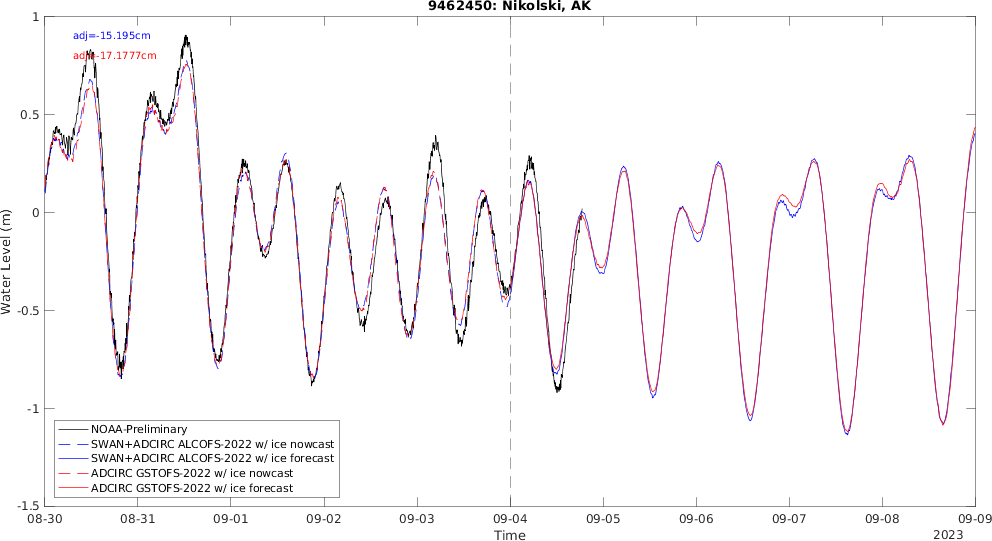 9462450: Nikolski, AK
adj=-15.195cm
adj=-17.1777cm
Water Level (m)
1
0.5
0
-0.5
-1
-1.5
NOAA-Preliminary
SWAN+ADCIRC ALCOFS-2022 w/ ice nowcast
SWAN+ADCIRC ALCOFS-2022 w/ ice forecast
ADCIRC GSTOFS-2022 w/ ice nowcast
ADCIRC GSTOFS-2022 w/ ice forecast
08-30 08-31 09-01 09-02 09-03 09-04 09-05 09-06 09-07 09-08 09-09
Time
2023